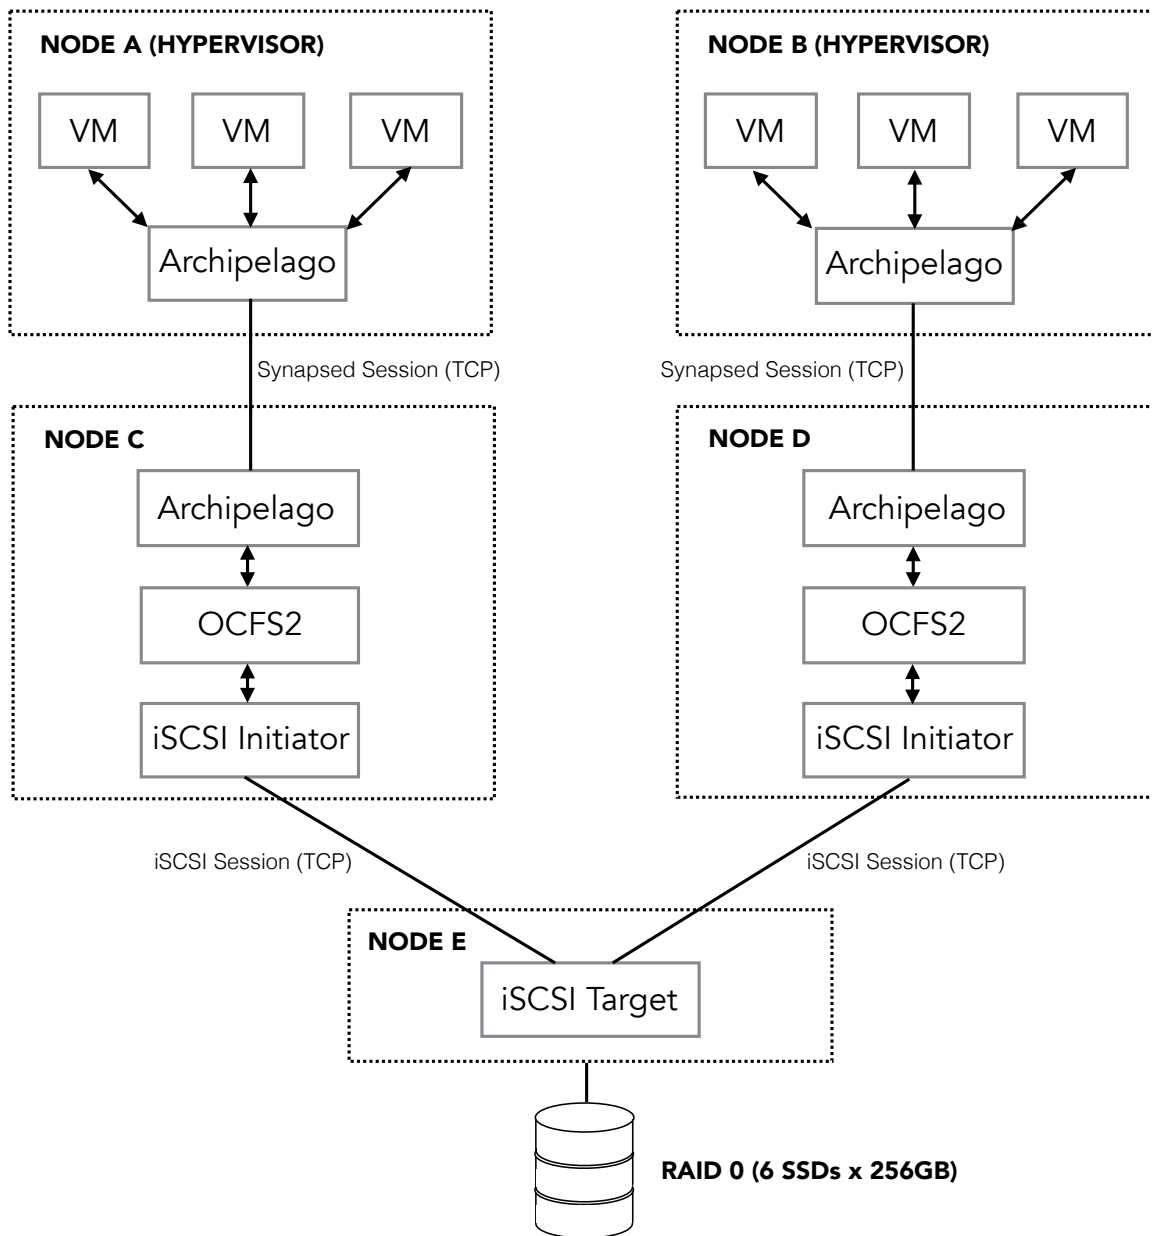 NODE A (HYPERVISOR)
VM
VM
VM
Archipelago
NODE B (HYPERVISOR)
VM
VM
VM
Archipelago
Synapsed Session (TCP)
Synapsed Session (TCP)
NODE C
Archipelago
OCFS2
iSCSI Initiator
NODE D
Archipelago
OCFS2
iSCSI Initiator
iSCSI Session (TCP)
iSCSI Session (TCP)
NODE E
iSCSI Target
RAID 0 (6 SSDs x 256GB)